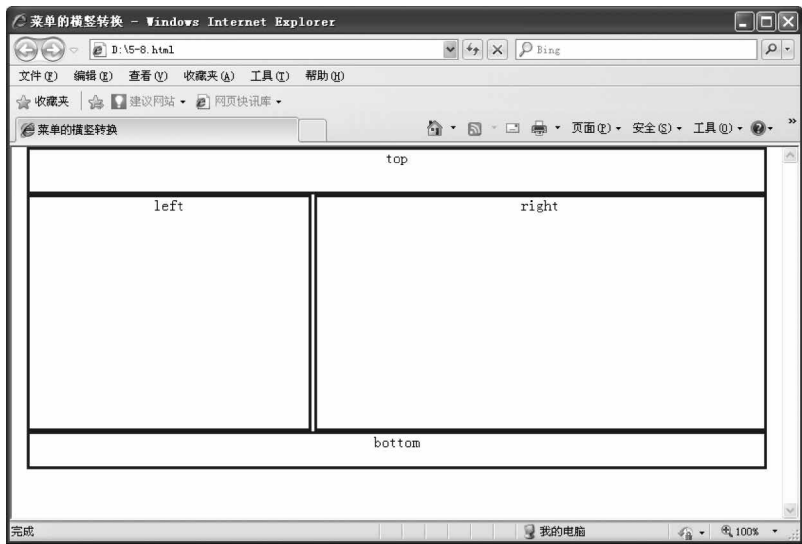 菜单的横竖转换 - Windows Internet Explorer
D:\5-8.html
Bing
文件(F) 编辑(E) 查看(V) 收藏夹(A) 工具(T) 帮助(H)
收藏夹 建议网站 网页快讯库
菜单的横竖转换 页面(P) 安全(S) 工具(O) »
top
left right
bottom
完成 我的电脑 100%